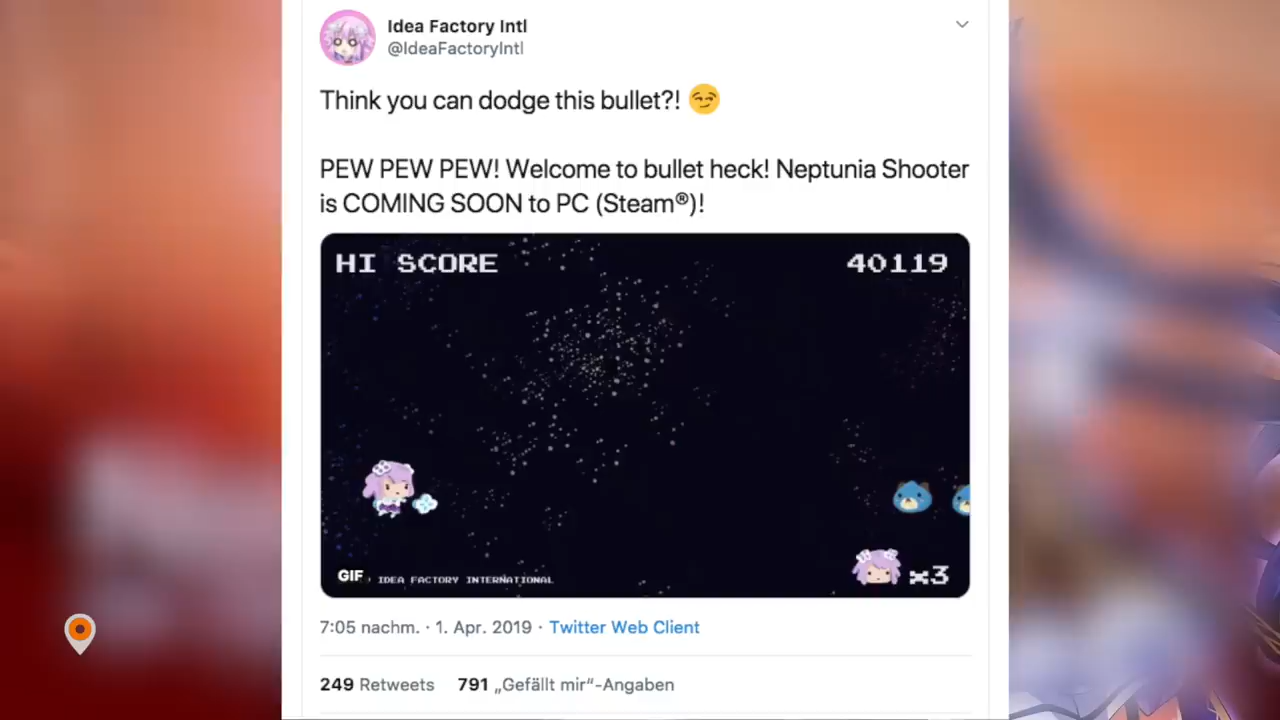 Idea Factory Intl
@IdeaFactoryIntl
Think you can dodge this bullet?! 😏
PEW PEW PEW! Welcome to bullet heck! Neptunia Shooter
is COMING SOON to PC (Steam®)!
HI SCORE 40119
x3
GIF IDEA FACTORY INTERNATIONAL
7:05 nachm. · 1. Apr. 2019 · Twitter Web Client
249 Retweets 791 „Gefällt mir“-Angaben